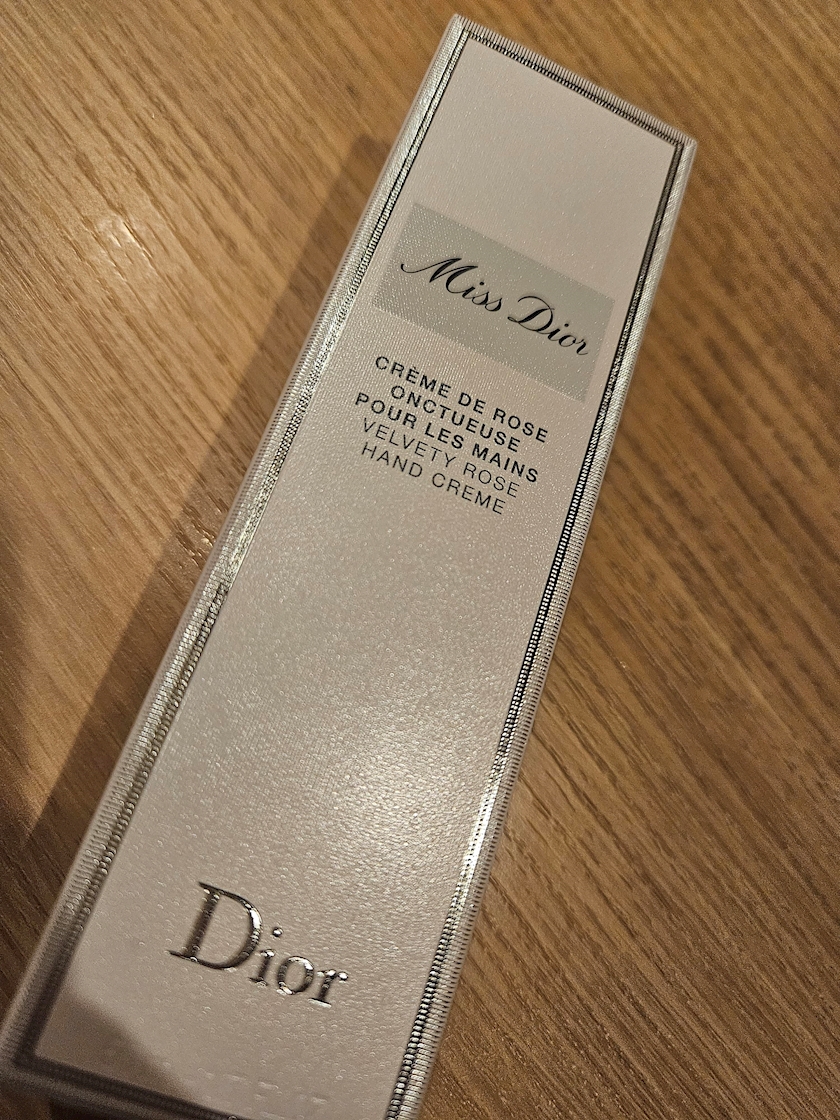 Miss Dior
CRÈME DE ROSE
ONCTUEUSE
POUR LES MAINS
VELVETY ROSE
HAND CREME
Dior